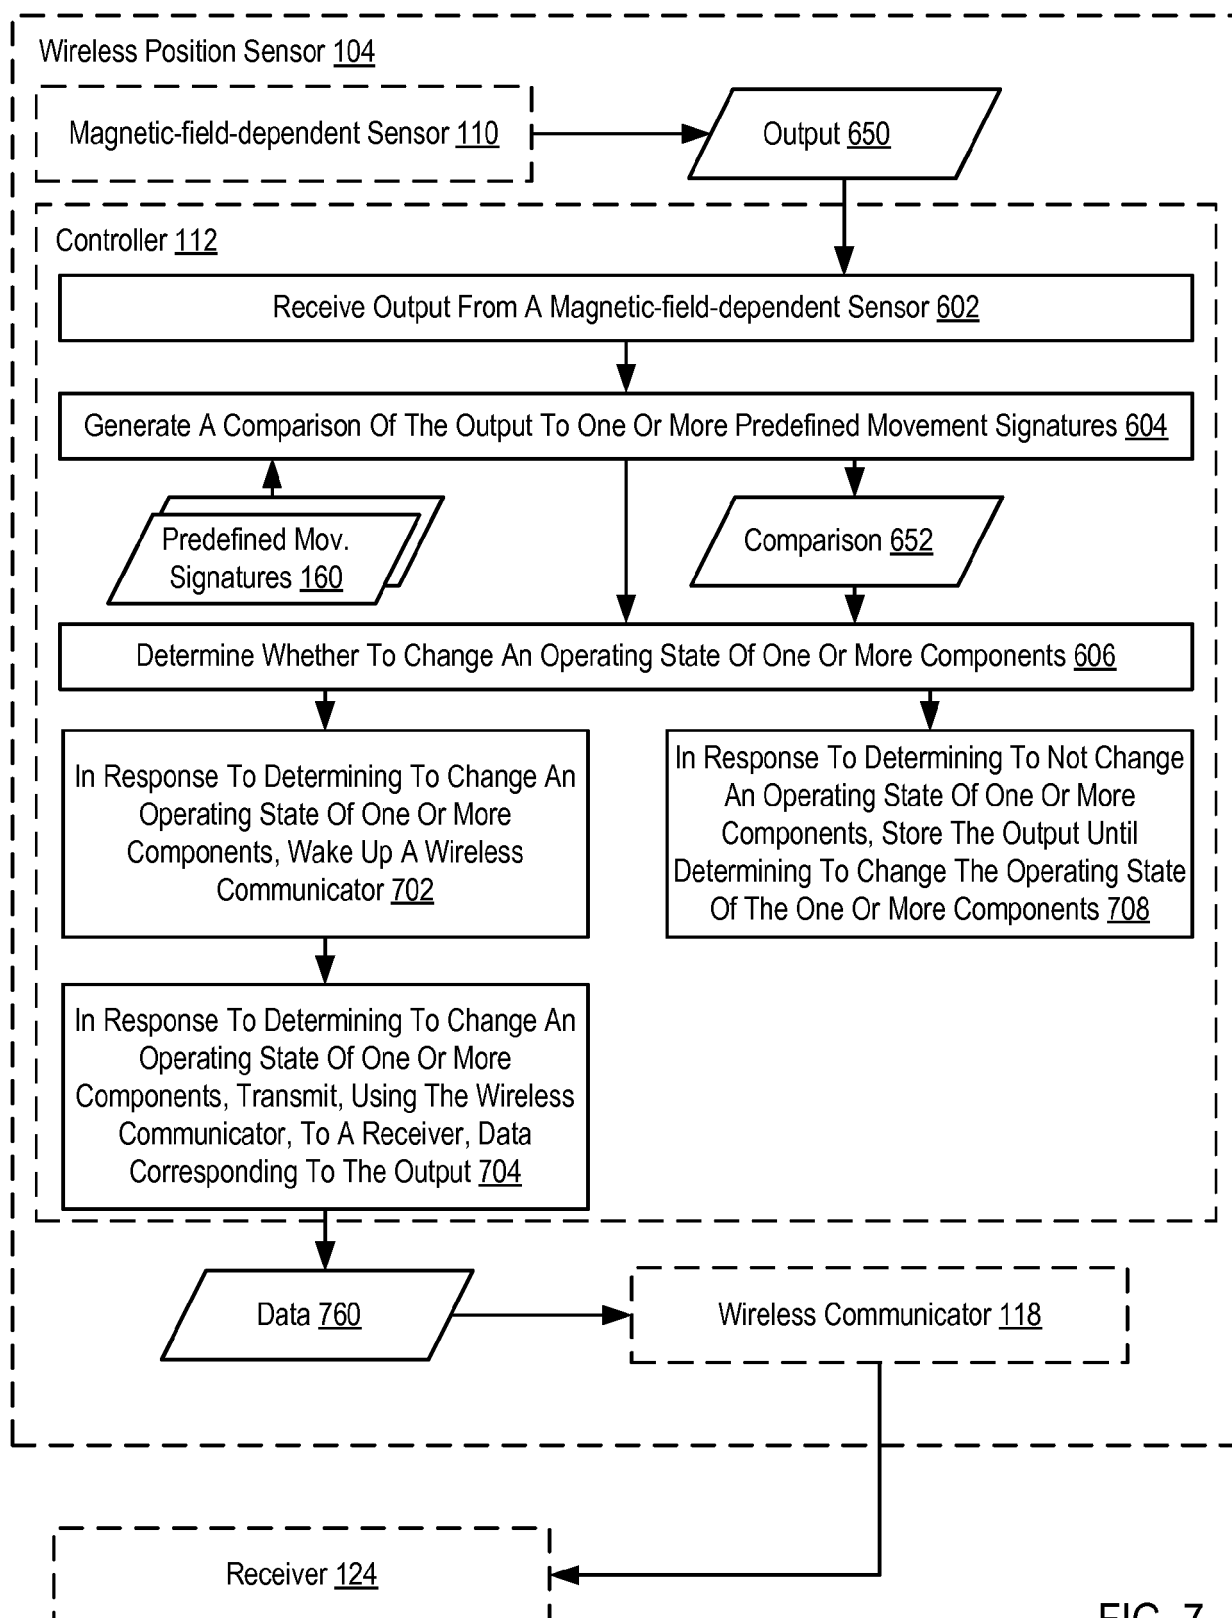 Wireless Position Sensor 104
Magnetic-field-dependent Sensor 110
Output 650
Controller 112
Receive Output From A Magnetic-field-dependent Sensor 602
Generate A Comparison Of The Output To One Or More Predefined Movement Signatures 604
Predefined Mov.
Signatures 160
Comparison 652
Determine Whether To Change An Operating State Of One Or More Components 606
In Response To Determining To Change An
Operating State Of One Or More
Components, Wake Up A Wireless
Communicator 702
In Response To Determining To Not Change
An Operating State Of One Or More
Components, Store The Output Until
Determining To Change The Operating State
Of The One Or More Components 708
In Response To Determining To Change An
Operating State Of One Or More
Components, Transmit, Using The Wireless
Communicator, To A Receiver, Data
Corresponding To The Output 704
Data 760
Wireless Communicator 118
Receiver 124
FIG. 7